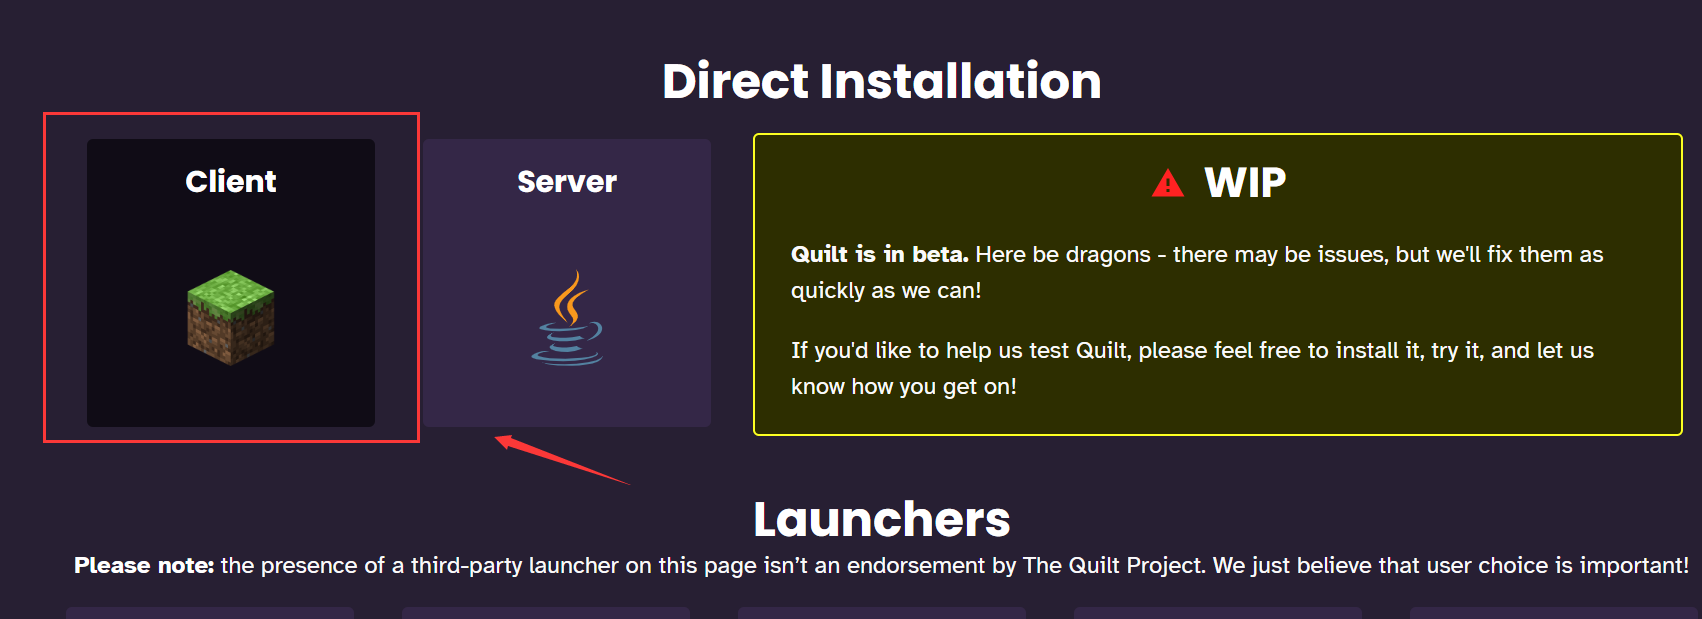 Direct Installation
Client
Server
WIP
Quilt is in beta. Here be dragons - there may be issues, but we'll fix them as
quickly as we can!
If you'd like to help us test Quilt, please feel free to install it, try it, and let us
know how you get on!
Launchers
Please note: the presence of a third-party launcher on this page isn’t an endorsement by The Quilt Project. We just believe that user choice is important!